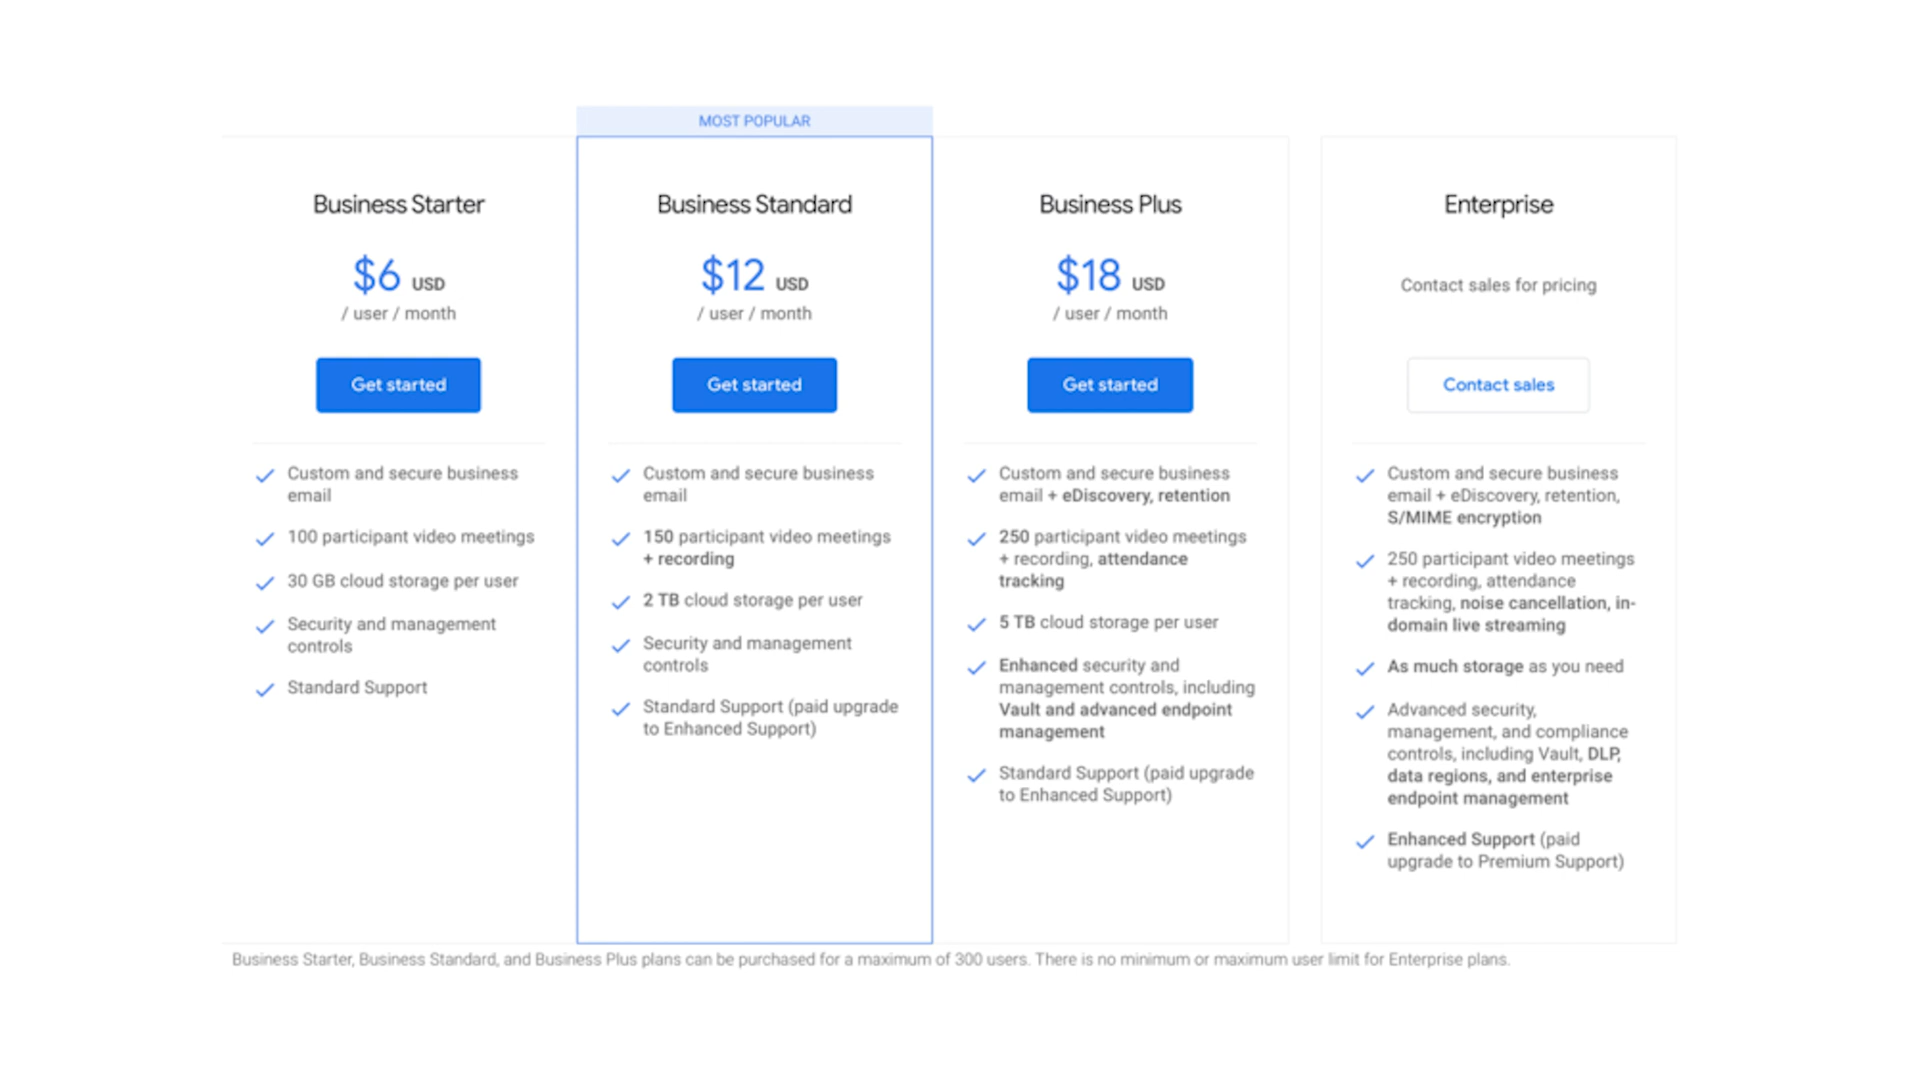 MOST POPULAR
Business Starter
$6 USD
/ user / month
Get started
Custom and secure business
email
100 participant video meetings
30 GB cloud storage per user
Security and management
controls
Standard Support
Business Standard
$12 USD
/ user / month
Get started
Custom and secure business
email
150 participant video meetings
+ recording
2 TB cloud storage per user
Security and management
controls
Standard Support (paid upgrade
to Enhanced Support)
Business Plus
$18 USD
/ user / month
Get started
Custom and secure business
email + eDiscovery, retention
250 participant video meetings
+ recording, attendance
tracking
5 TB cloud storage per user
Enhanced security and
management controls, including
Vault and advanced endpoint
management
Standard Support (paid upgrade
to Enhanced Support)
Enterprise
Contact sales for pricing
Contact sales
Custom and secure business
email + eDiscovery, retention,
S/MIME encryption
250 participant video meetings
+ recording, attendance
tracking, noise cancellation, in-
domain live streaming
As much storage as you need
Advanced security,
management, and compliance
controls, including Vault, DLP,
data regions, and enterprise
endpoint management
Enhanced Support (paid
upgrade to Premium Support)
Business Starter, Business Standard, and Business Plus plans can be purchased for a maximum of 300 users. There is no minimum or maximum user limit for Enterprise plans.